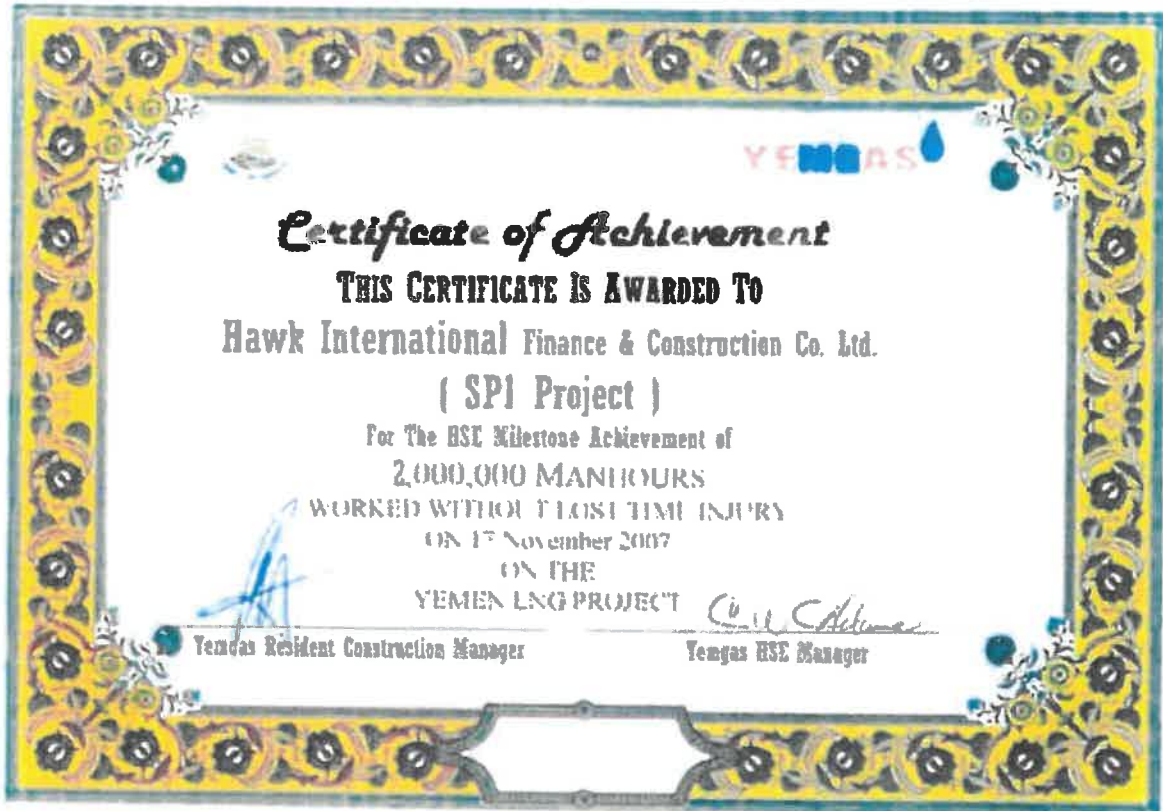 YEMGAS
Certificate of Achievement
THIS CERTIFICATE IS AWARDED TO
Hawk International Finance & Construction Co. Ltd.
( SP1 Project )
For The HSE Milestone Achievement of
2,000,000 MANHOURS
WORKED WITHOUT LOST TIME INJURY
ON 17 November 2007
ON THE
YEMEN LNG PROJECT
Yemgas Resident Construction Manager
Yemgas HSE Manager